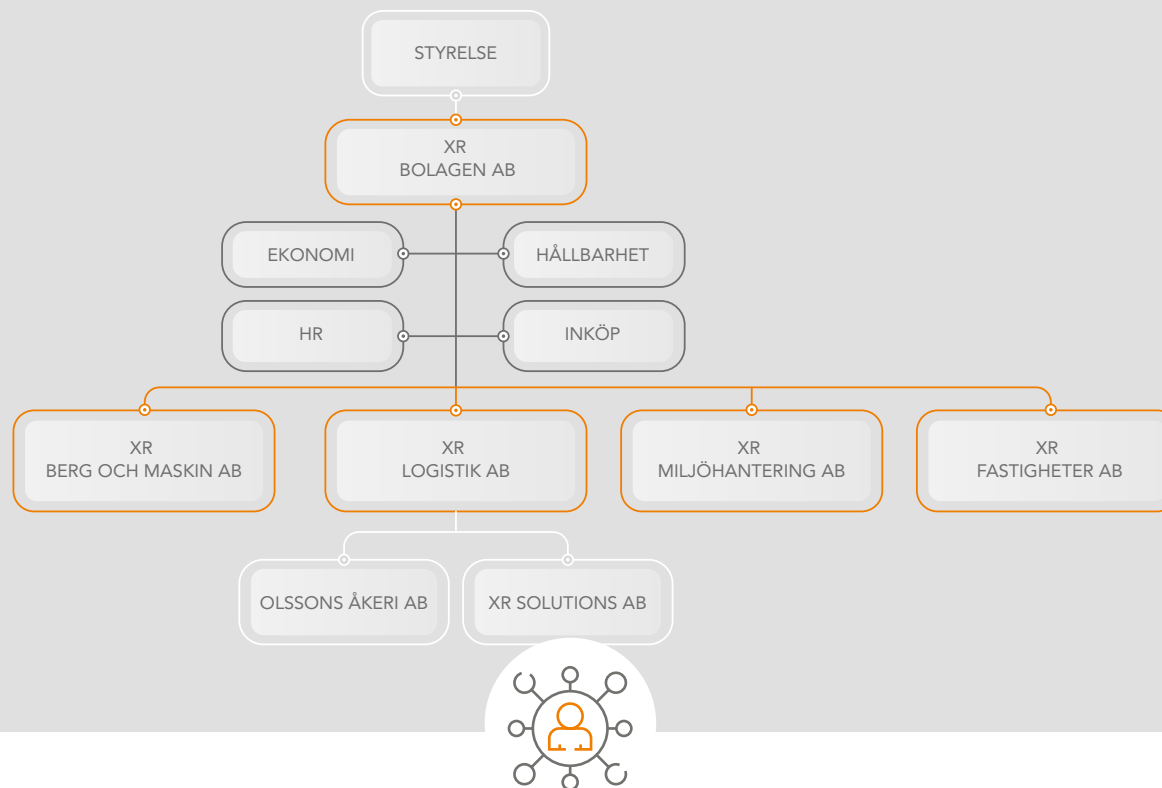 STYRELSE
XR
BOLAGEN AB
EKONOMI
HÅLLBARHET
HR
INKÖP
XR
BERG OCH MASKIN AB
XR
LOGISTIK AB
XR
MILJÖHANTERING AB
XR
FASTIGHETER AB
OLSSONS ÅKERI AB
XR SOLUTIONS AB